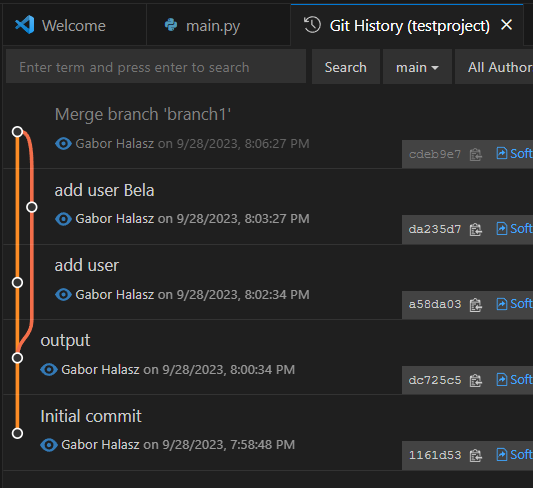 Welcome main.py Git History (testproject)
Enter term and press enter to search Search main All Author
Merge branch 'branch1'
Gabor Halasz on 9/28/2023, 8:06:27 PM
cdeb9e7 Soft
add user Bela
Gabor Halasz on 9/28/2023, 8:03:27 PM
da235d7 Soft
add user
Gabor Halasz on 9/28/2023, 8:02:34 PM
a58da03 Soft
output
Gabor Halasz on 9/28/2023, 8:00:34 PM
dc725c5 Soft
Initial commit
Gabor Halasz on 9/28/2023, 7:58:48 PM
1161d53 Soft